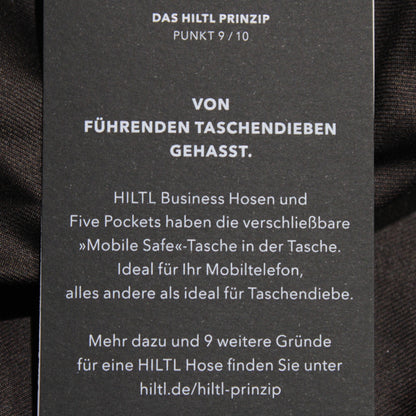 DAS HILTL PRINZIP
PUNKT 9 / 10
VON
FÜHRENDEN TASCHENDIEBEN
GEHASST.
HILTL Business Hosen und
Five Pockets haben die verschließbare
»Mobile Safe«-Tasche in der Tasche.
Ideal für Ihr Mobiltelefon,
alles andere als ideal für Taschendiebe.
Mehr dazu und 9 weitere Gründe
für eine HILTL Hose finden Sie unter
hiltl.de/hiltl-prinzip